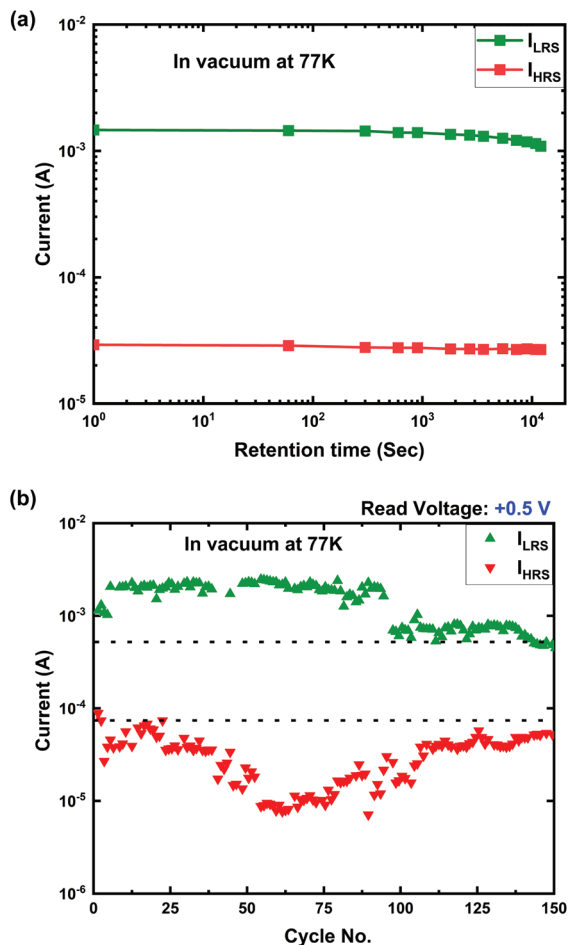 (a)
In vacuum at 77K
I_LRS
I_HRS
Current (A)
10^-2
10^-3
10^-4
10^-5
10^0 10^1 10^2 10^3 10^4
Retention time (Sec)
(b)
Read Voltage: +0.5 V
In vacuum at 77K
I_LRS
I_HRS
Current (A)
10^-2
10^-3
10^-4
10^-5
10^-6
0 25 50 75 100 125 150
Cycle No.